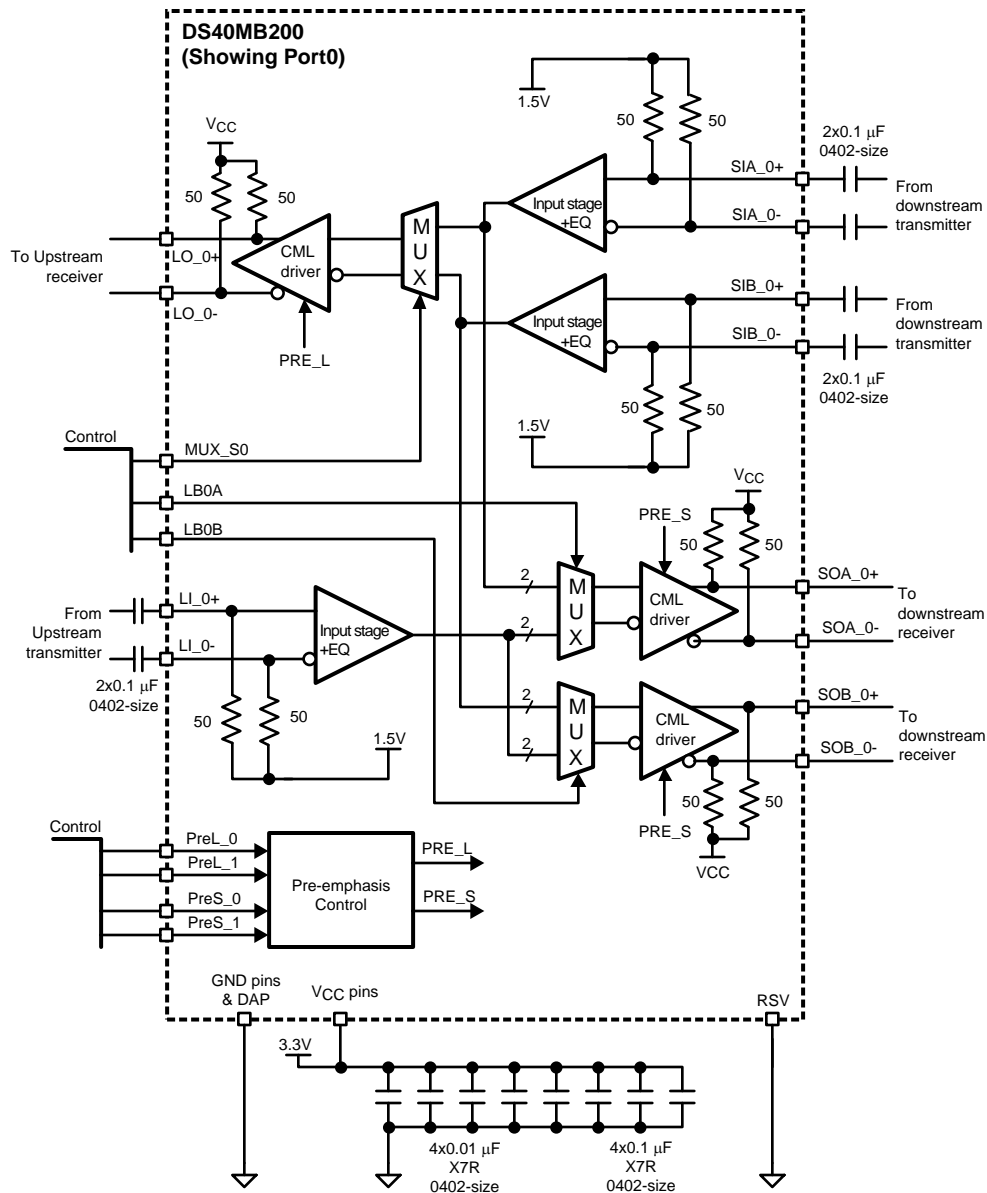 DS40MB200
(Showing Port0)
1.5V
50
50
2x0.1 µF
0402-size
VCC
50
50
SIA_0+
From
downstream
transmitter
SIA_0-
Input stage
+EQ
M
U
X
CML
driver
To Upstream
receiver
LO_0+
LO_0-
PRE_L
SIB_0+
From
downstream
transmitter
SIB_0-
Input stage
+EQ
2x0.1 µF
0402-size
50
50
1.5V
Control
MUX_S0
LB0A
LB0B
VCC
PRE_S
50
50
2
2
M
U
X
CML
driver
SOA_0+
To
downstream
receiver
SOA_0-
LI_0+
From
Upstream
transmitter
LI_0-
Input stage
+EQ
2x0.1 µF
0402-size
50
50
1.5V
2
2
M
U
X
CML
driver
SOB_0+
To
downstream
receiver
SOB_0-
50
50
PRE_S
VCC
Control
PreL_0
PreL_1
PreS_0
PreS_1
Pre-emphasis
Control
PRE_L
PRE_S
GND pins
& DAP
VCC pins
RSV
3.3V
4x0.01 µF
X7R
0402-size
4x0.1 µF
X7R
0402-size